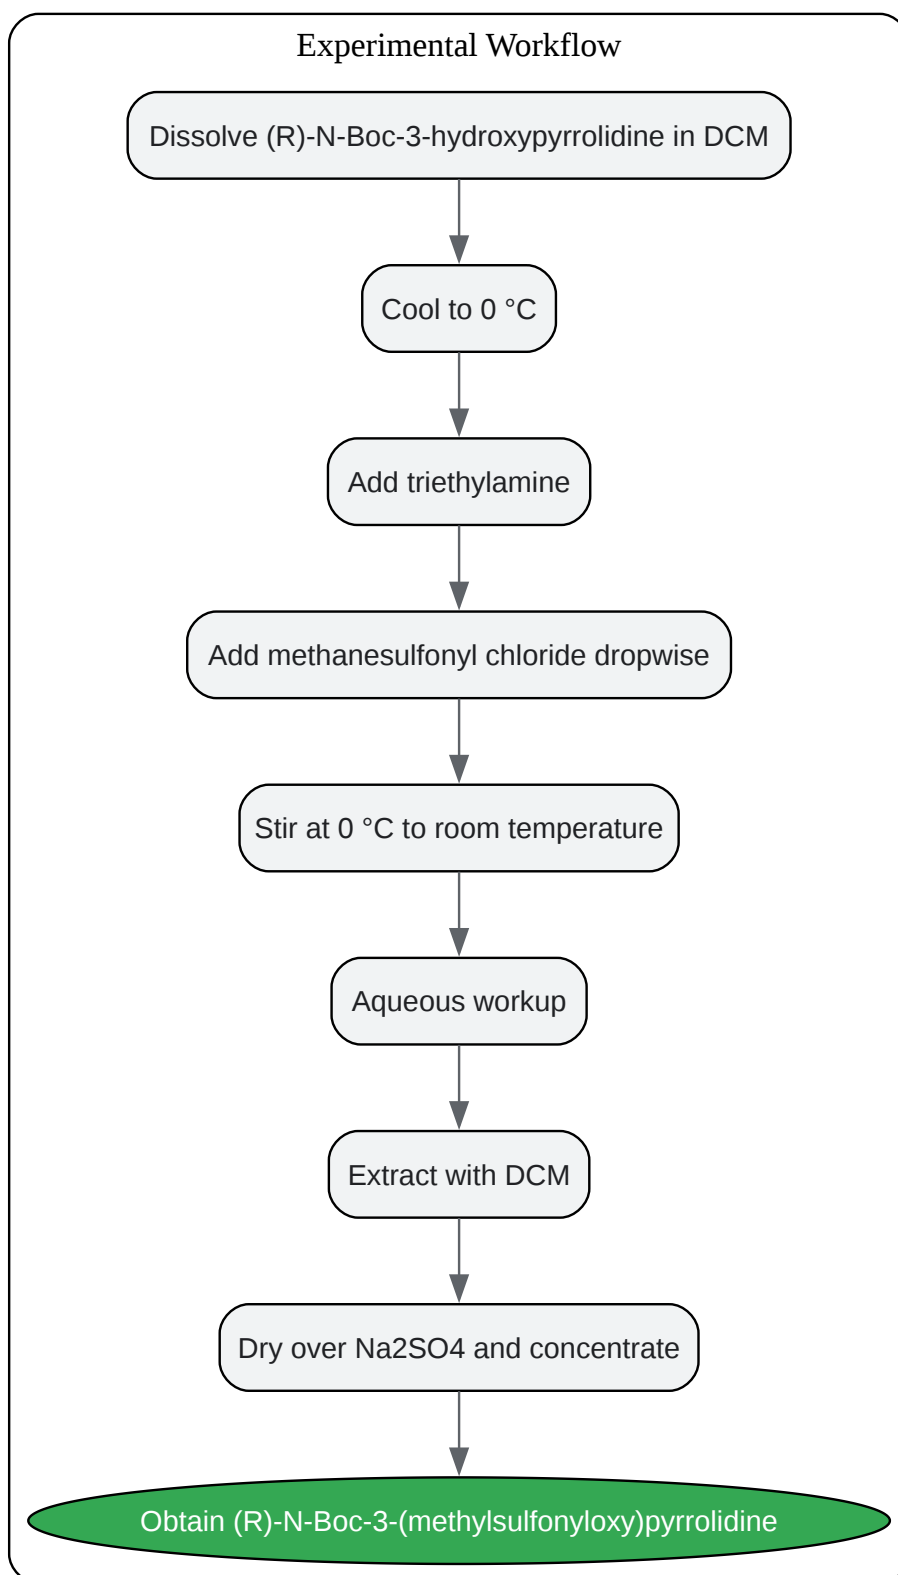 Experimental Workflow
Dissolve (R)-N-Boc-3-hydroxypyrrolidine in DCM
Cool to 0 °C
Add triethylamine
Add methanesulfonyl chloride dropwise
Stir at 0 °C to room temperature
Aqueous workup
Extract with DCM
Dry over Na2SO4 and concentrate
Obtain (R)-N-Boc-3-(methylsulfonyloxy)pyrrolidine